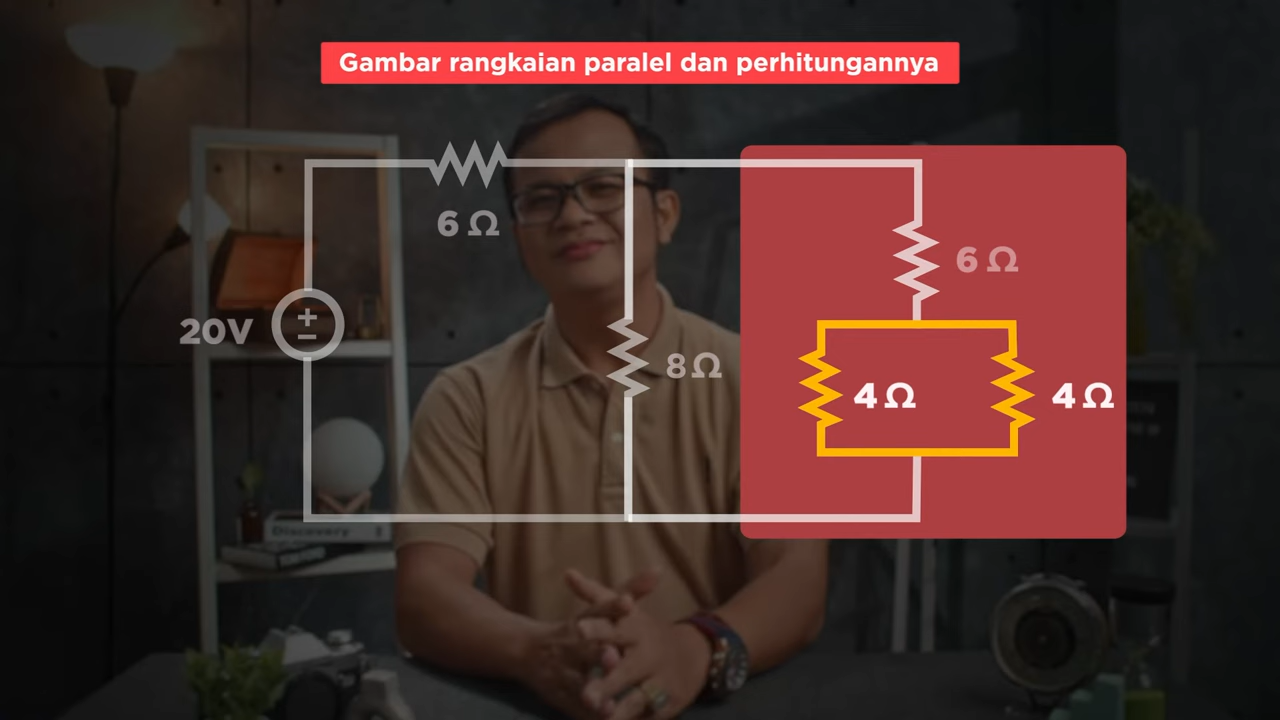 Gambar rangkaian paralel dan perhitungannya
6 Ω
6 Ω
20V
+
−
8 Ω
4 Ω
4 Ω
Discovery